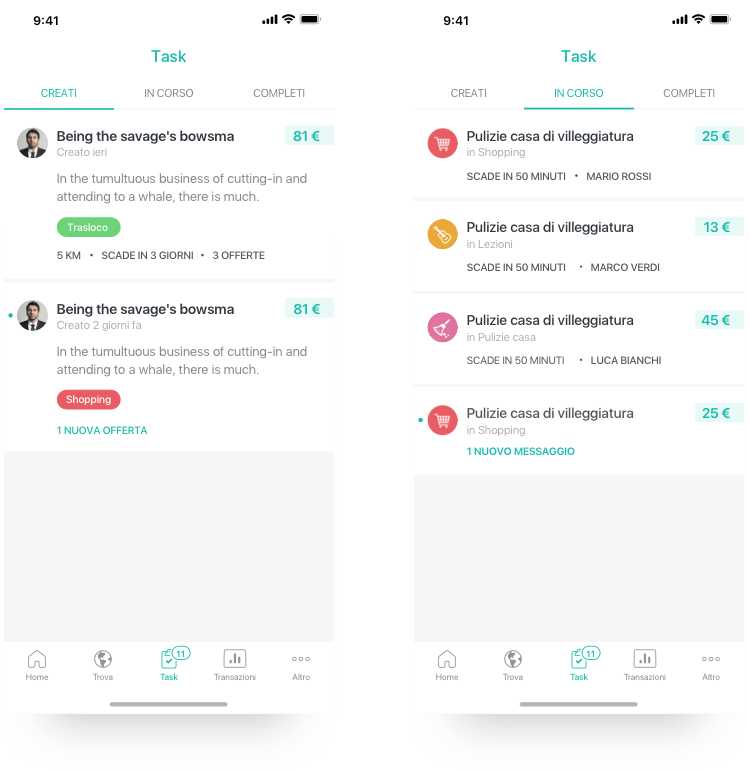 9:41
Task
CREATI IN CORSO COMPLETI
Being the savage's bowsma 81 €
Creato ieri
In the tumultuous business of cutting-in and
attending to a whale, there is much.
Trasloco
5 KM • SCADE IN 3 GIORNI • 3 OFFERTE
Being the savage's bowsma 81 €
Creato 2 giorni fa
In the tumultuous business of cutting-in and
attending to a whale, there is much.
Shopping
1 NUOVA OFFERTA
11
Home Trova Task Transazioni Altro
9:41
Task
CREATI IN CORSO COMPLETI
Pulizie casa di villeggiatura 25 €
in Shopping
SCADE IN 50 MINUTI • MARIO ROSSI
Pulizie casa di villeggiatura 13 €
in Lezioni
SCADE IN 50 MINUTI • MARCO VERDI
Pulizie casa di villeggiatura 45 €
in Pulizie casa
SCADE IN 50 MINUTI • LUCA BIANCHI
Pulizie casa di villeggiatura 25 €
in Shopping
1 NUOVO MESSAGGIO
11
Home Trova Task Transazioni Altro